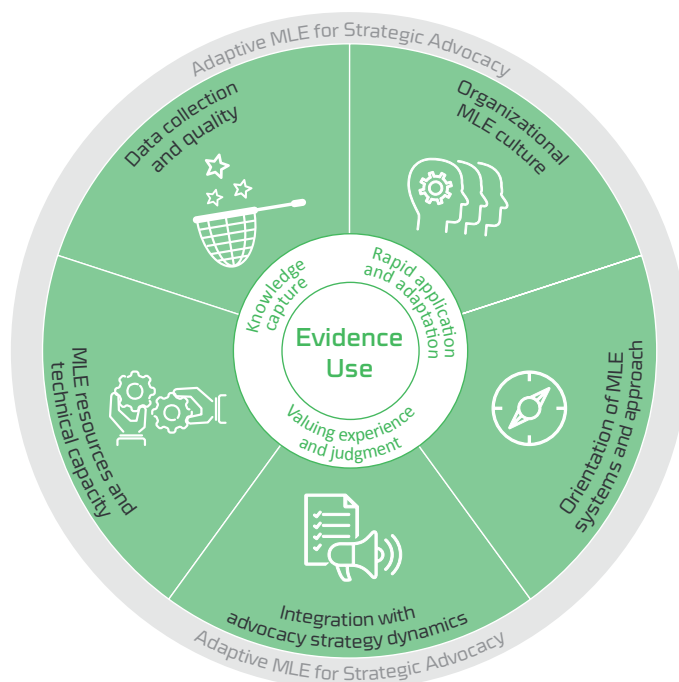 Adaptive MLE for Strategic Advocacy
Data collection
and quality
Organizational
MLE culture
Knowledge
capture
Rapid application
and adaptation
Evidence
Use
Valuing experience
and judgment
MLE resources and
technical capacity
Orientation of MLE
systems and approach
Integration with
advocacy strategy dynamics
Adaptive MLE for Strategic Advocacy